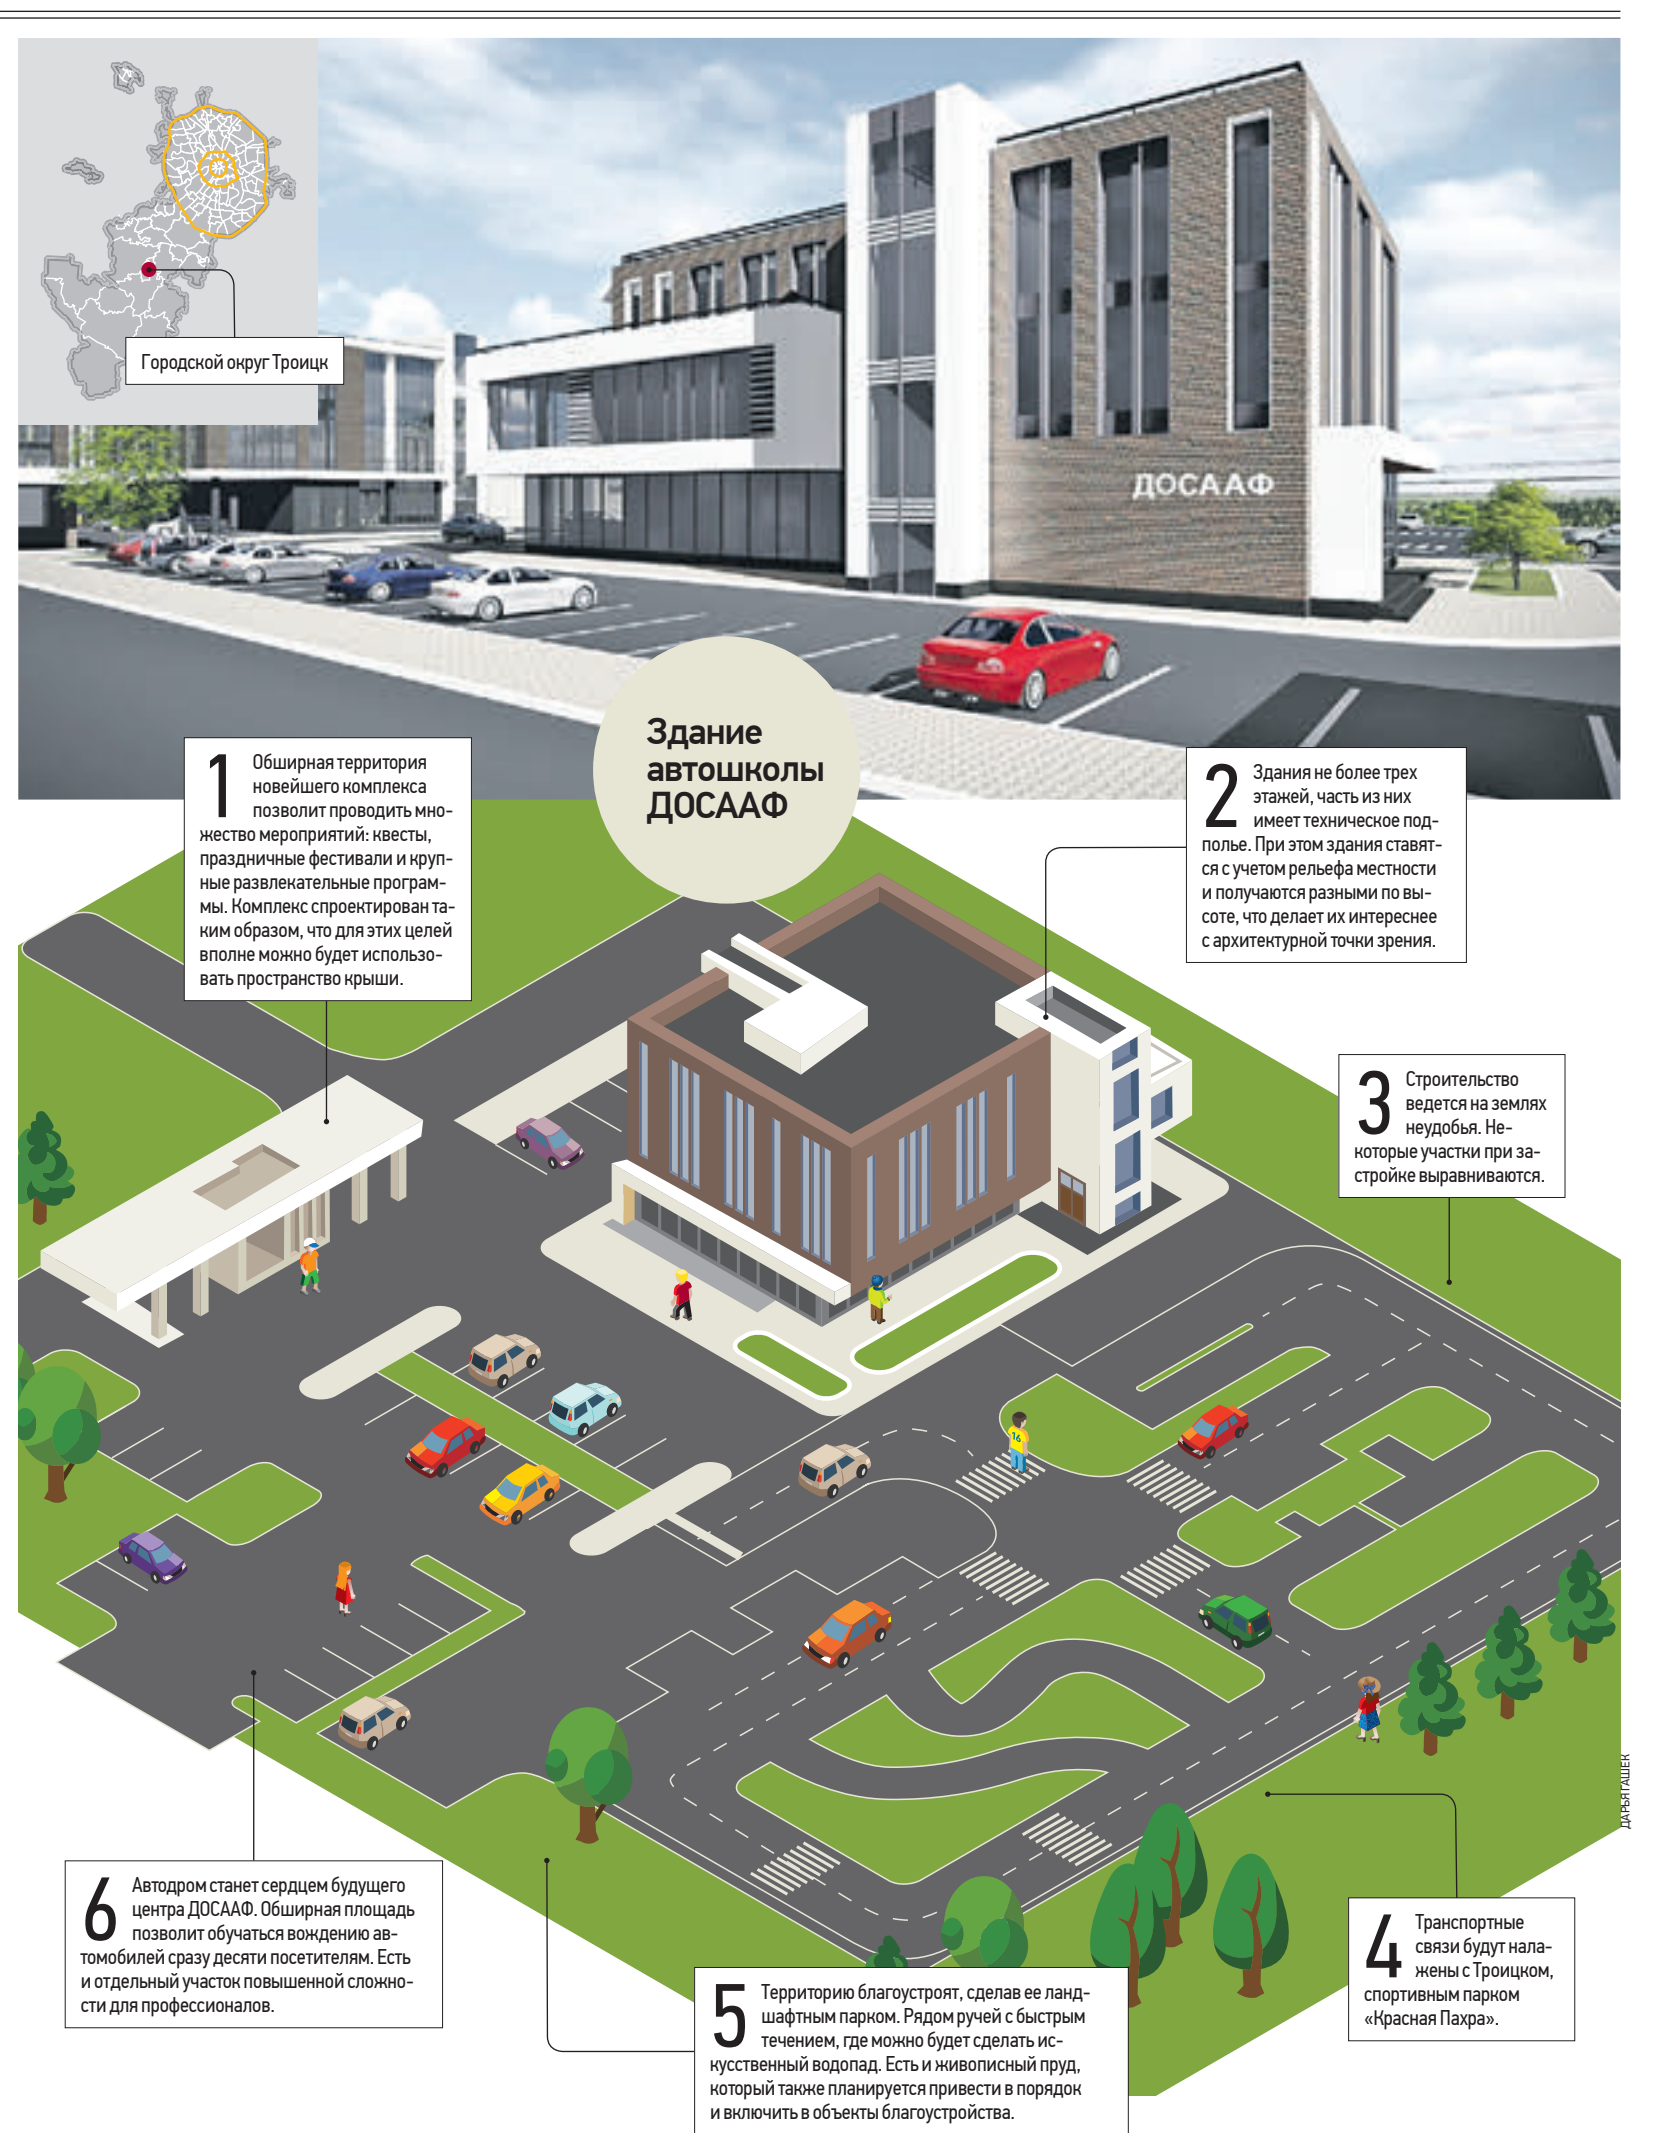 Городской округ Троицк
ДОСААФ
Здание
автошколы
ДОСААФ
1
Обширная территория
новейшего комплекса
позволит проводить мно-
жество мероприятий: квесты,
праздничные фестивали и круп-
ные развлекательные програм-
мы. Комплекс спроектирован та-
ким образом, что для этих целей
вполне можно будет использо-
вать пространство крыши.
2
Здания не более трех
этажей, часть из них
имеет техническое под-
полье. При этом здания ставят-
ся с учетом рельефа местности
и получаются разными по вы-
соте, что делает их интереснее
с архитектурной точки зрения.
3
Строительство
ведется на землях
неудобья. Не-
которые участки при за-
стройке выравниваются.
16
ДАРЬЯ ГАШЕК
6
Автодром станет сердцем будущего
центра ДОСААФ. Обширная площадь
позволит обучаться вождению ав-
томобилей сразу десяти посетителям. Есть
и отдельный участок повышенной сложно-
сти для профессионалов.
5
Территорию благоустроят, сделав ее ланд-
шафтным парком. Рядом ручей с быстрым
течением, где можно будет сделать ис-
кусственный водопад. Есть и живописный пруд,
который также планируется привести в порядок
и включить в объекты благоустройства.
4
Транспортные
связи будут нала-
жены с Троицком,
спортивным парком
«Красная Пахра».